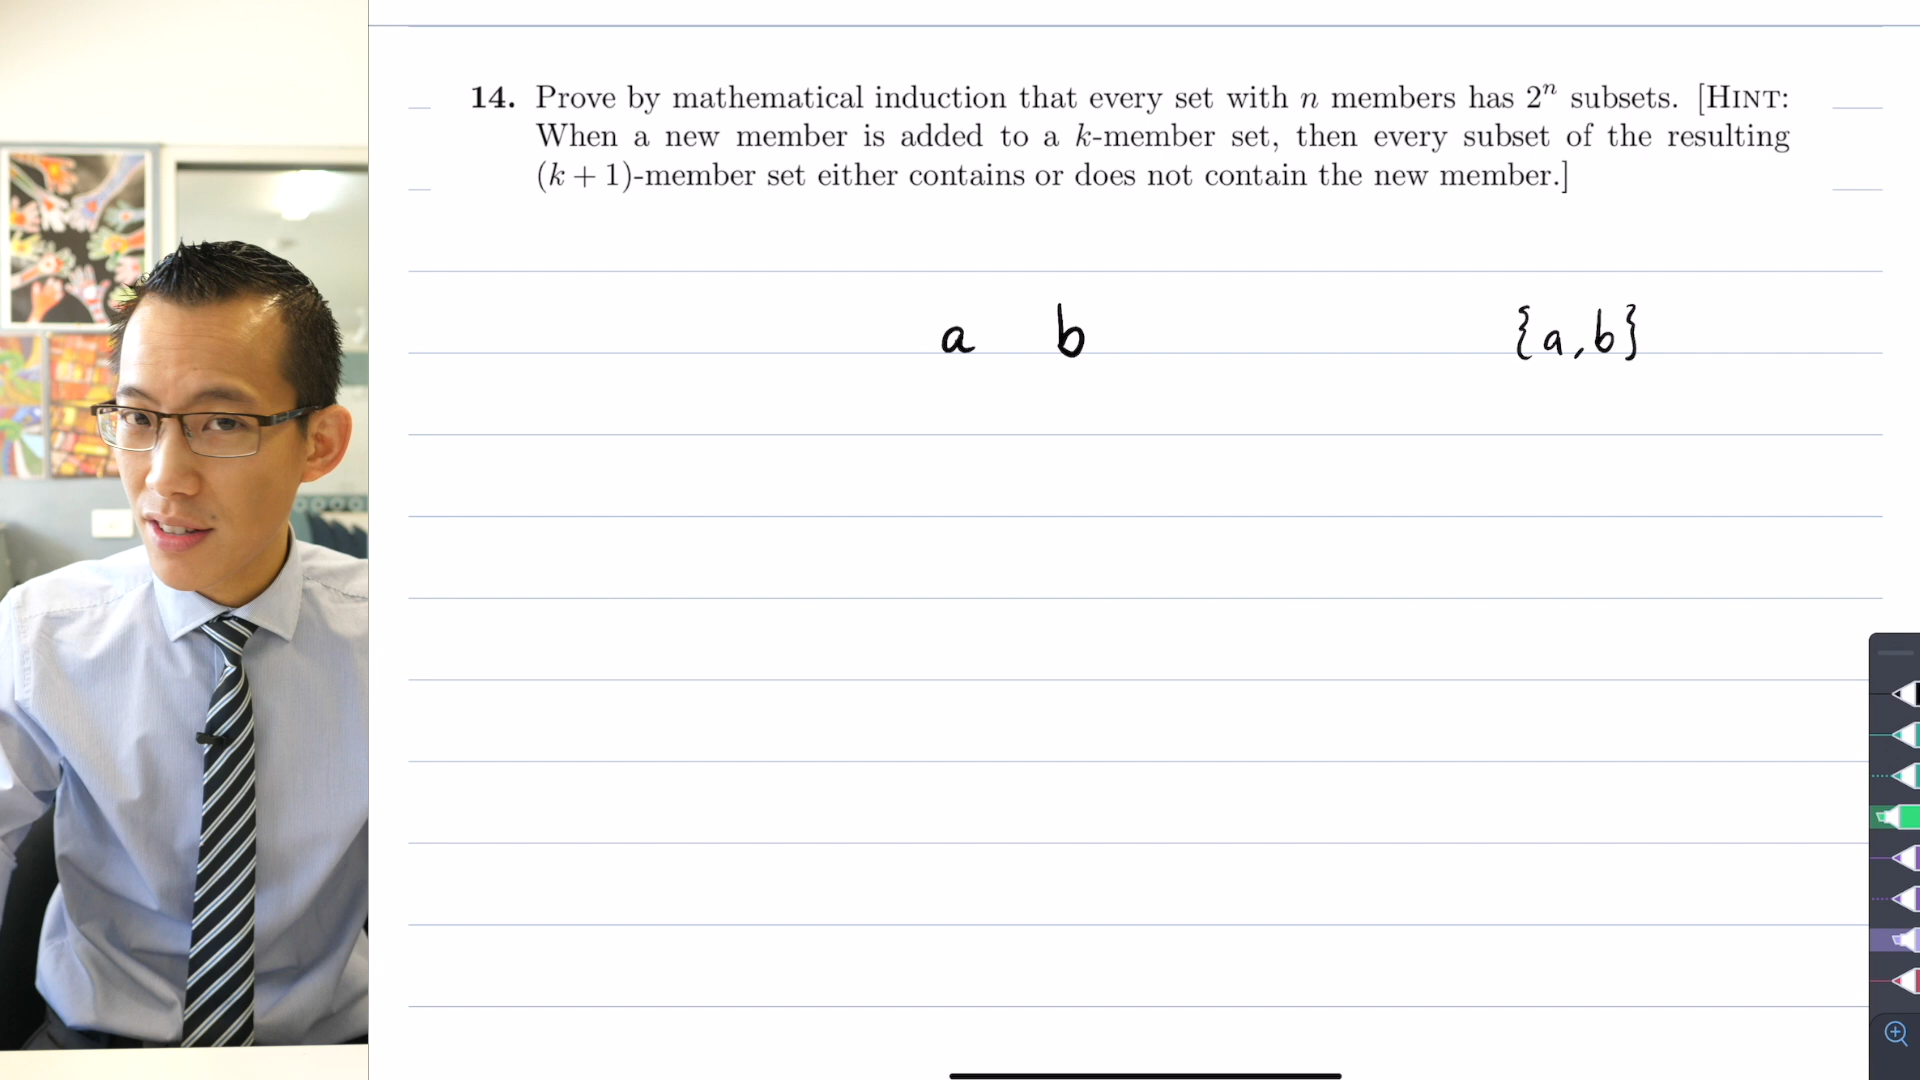 14. Prove by mathematical induction that every set with n members has 2ⁿ subsets. [HINT:
When a new member is added to a k-member set, then every subset of the resulting
(k + 1)-member set either contains or does not contain the new member.]
a b {a,b}